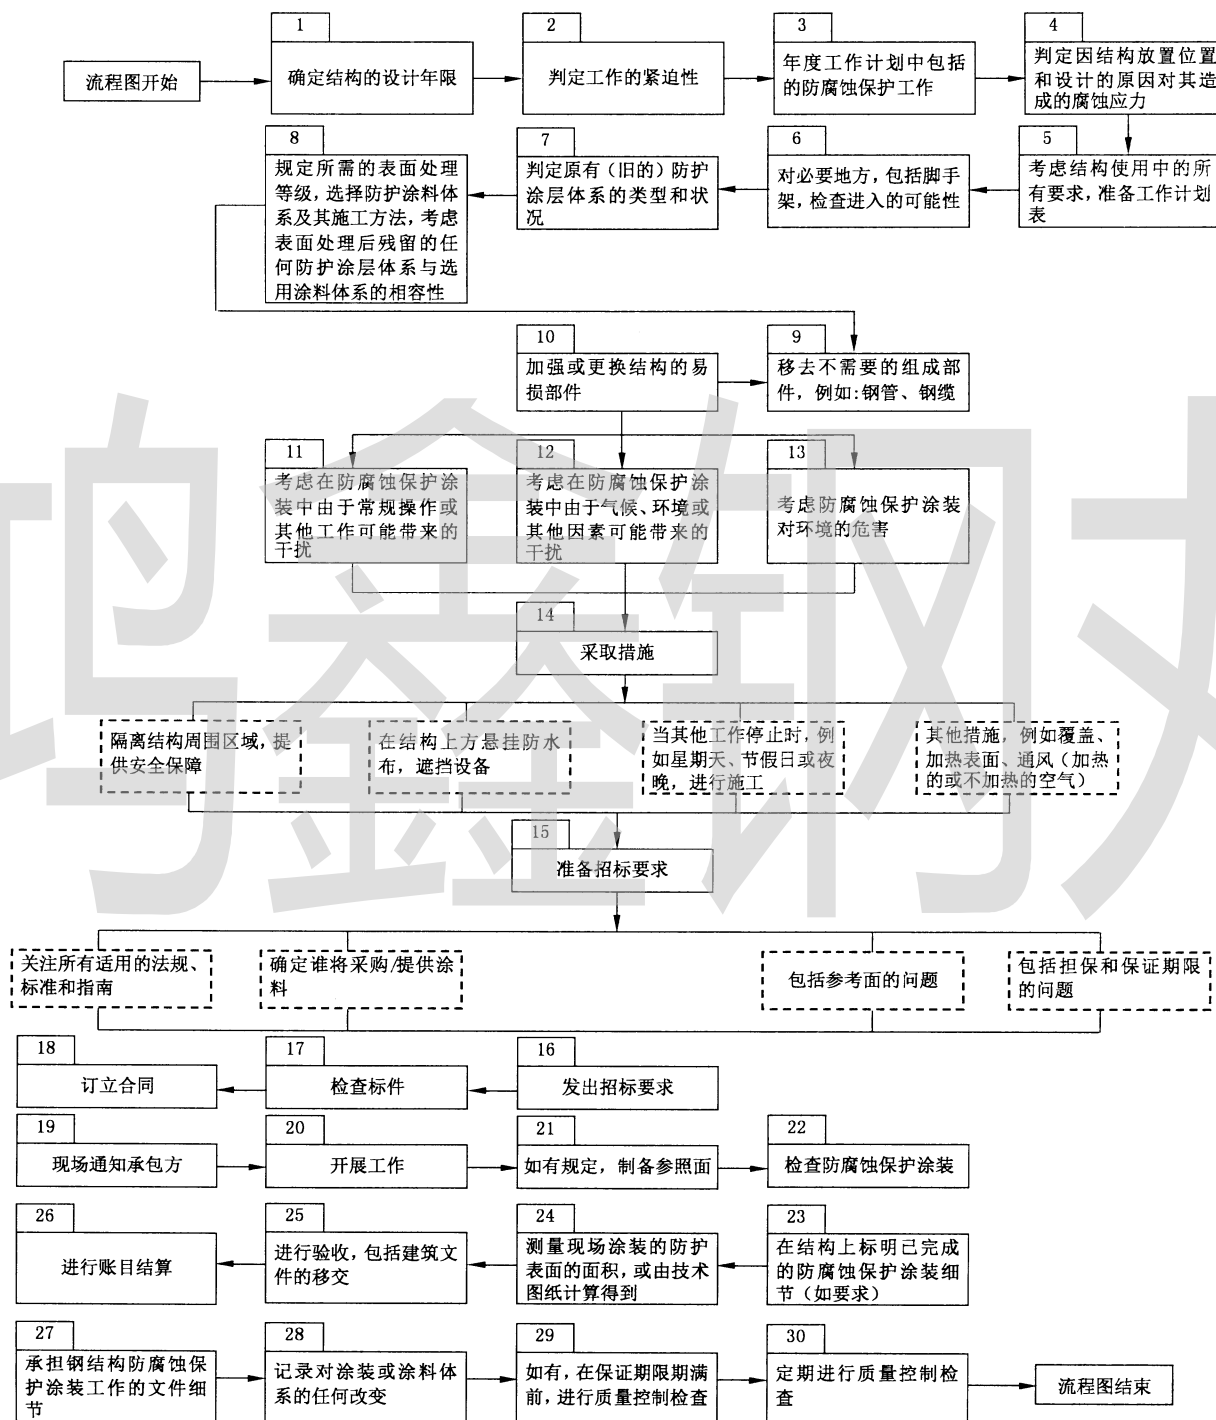 流程图开始
1
确定结构的设计年限
2
判定工作的紧迫性
3
年度工作计划中包括
的防腐蚀保护工作
4
判定因结构放置位置
和设计的原因对其造
成的腐蚀应力
5
考虑结构使用中的所
有要求，准备工作计划
表
6
对必要地方，包括脚手
架，检查进入的可能性
7
判定原有（旧的）防护
涂层体系的类型和状
况
8
规定所需的表面处理
等级，选择防护涂料体
系及其施工方法，考虑
表面处理后残留的任
何防护涂层体系与选
用涂料体系的相容性
9
移去不需要的组成部
件，例如：钢管、钢缆
10
加强或更换结构的易
损部件
11
考虑在防腐蚀保护涂
装中由于常规操作或
其他工作可能带来的
干扰
12
考虑在防腐蚀保护涂
装中由于气候、环境或
其他因素可能带来的
干扰
13
考虑防腐蚀保护涂装
对环境的危害
14
采取措施
隔离结构周围区域，提
供安全保障
在结构上方悬挂防水
布，遮挡设备
当其他工作停止时，例
如星期天、节假日或夜
晚，进行施工
其他措施，例如覆盖、
加热表面、通风（加热
的或不加热的空气）
15
准备招标要求
关注所有适用的法规、
标准和指南
确定谁将采购/提供涂
料
包括参考面的问题
包括担保和保证期限
的问题
16
发出招标要求
17
检查标件
18
订立合同
19
现场通知承包方
20
开展工作
21
如有规定，制备参照面
22
检查防腐蚀保护涂装
23
在结构上标明已完成
的防腐蚀保护涂装细
节（如要求）
24
测量现场涂装的防护
表面的面积，或由技术
图纸计算得到
25
进行验收，包括建筑文
件的移交
26
进行账目结算
27
承担钢结构防腐蚀保
护涂装工作的文件细
节
28
记录对涂装或涂料体
系的任何改变
29
如有，在保证期限期满
前，进行质量控制检查
30
定期进行质量控制检
查
流程图结束
鸿鑫钢丸